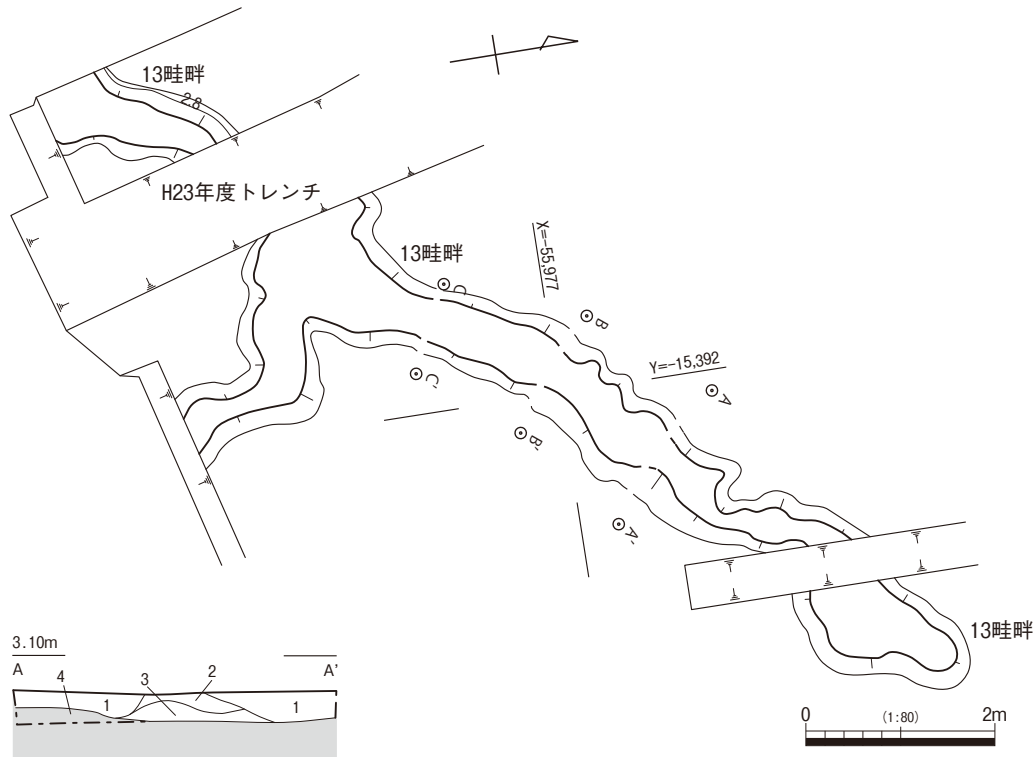 13畦畔
2.8
H23年度トレンチ
13畦畔
X=-55,977
C
B
Y=-15,392
A
C'
B'
A'
13畦畔
3.10m
A
A'
4
3
2
1
1
0
(1:80)
2m